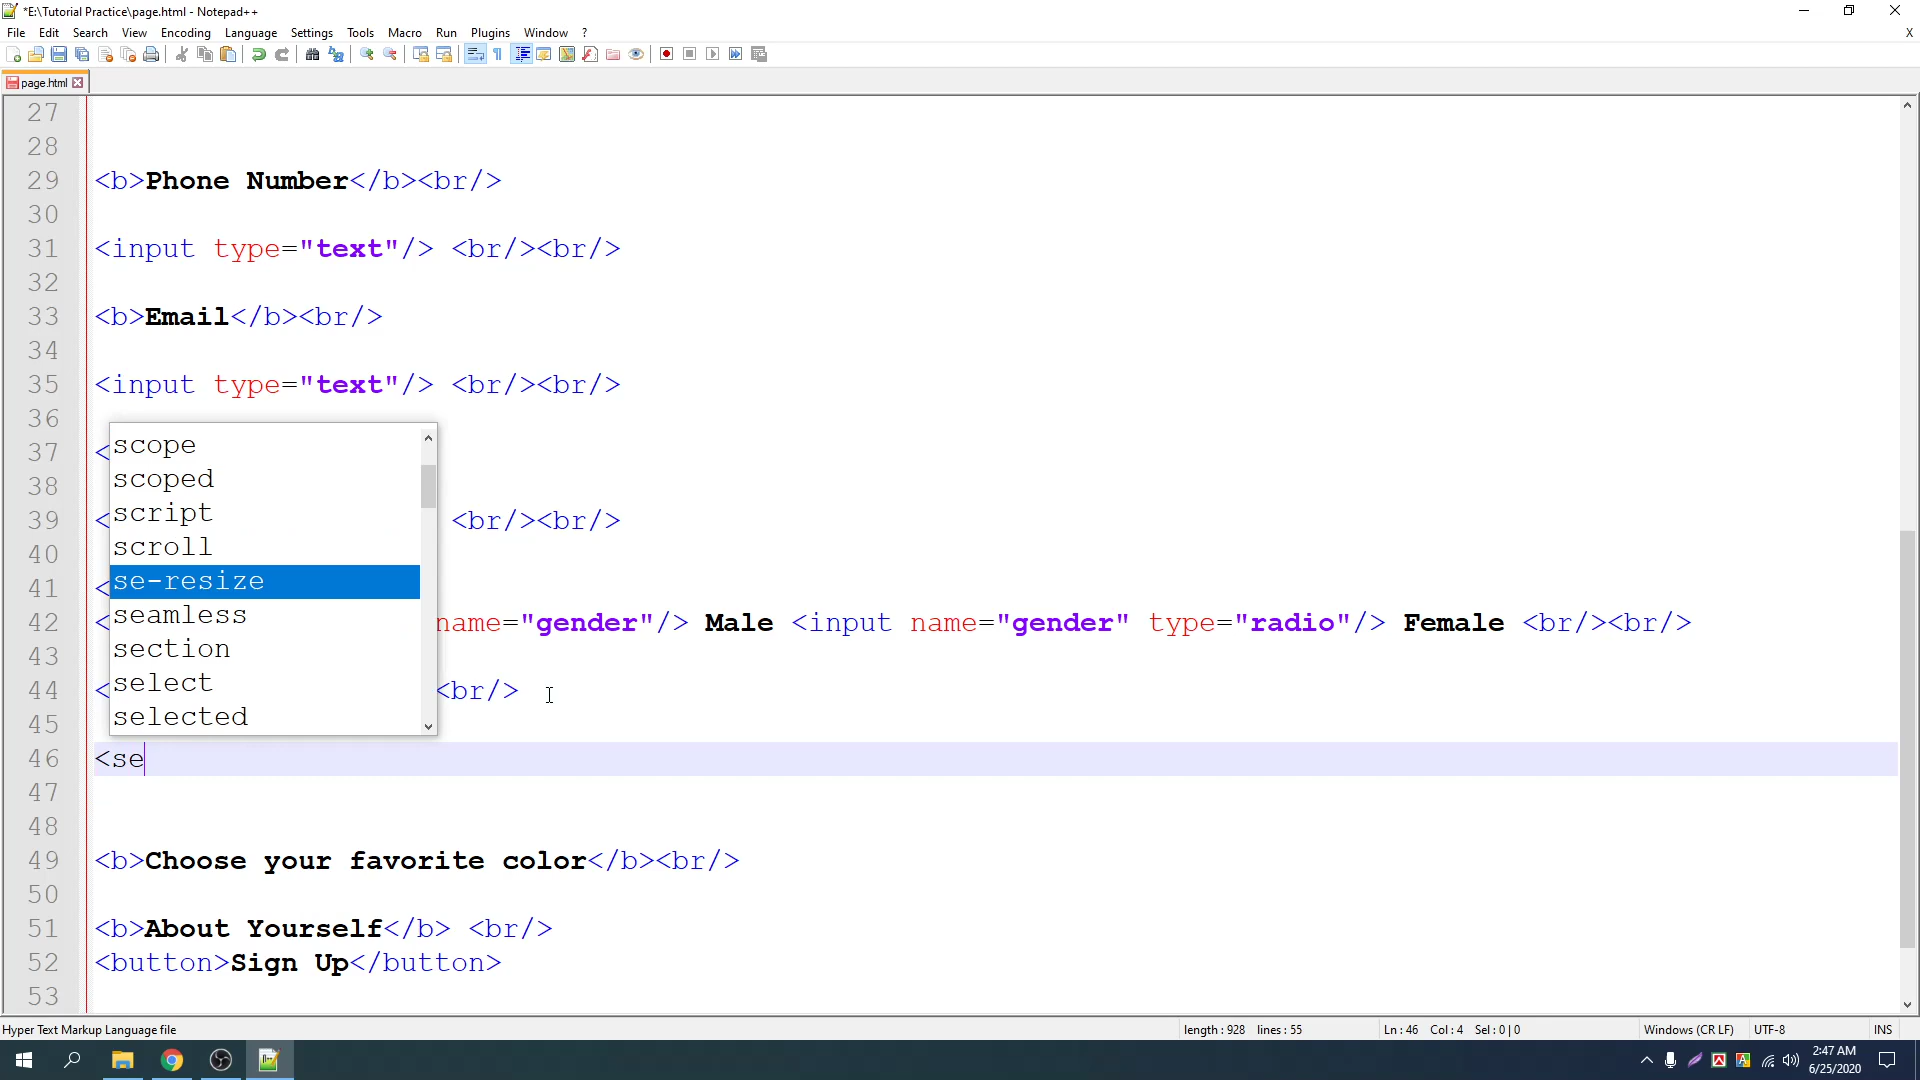 *E:\Tutorial Practice\page.html - Notepad++
File Edit Search View Encoding Language Settings Tools Macro Run Plugins Window ? X
page.html
27
28
29 <b>Phone Number</b><br/>
30
31 <input type="text"/> <br/><br/>
32
33 <b>Email</b><br/>
34
35 <input type="text"/> <br/><br/>
36
37 <
38
39 < <br/><br/>
40
41 <
42 < name="gender"/> Male <input name="gender" type="radio"/> Female <br/><br/>
43
44 < <br/>
45
46 <se
47
48
49 <b>Choose your favorite color</b><br/>
50
51 <b>About Yourself</b> <br/>
52 <button>Sign Up</button>
53
scope
scoped
script
scroll
se-resize
seamless
section
select
selected
Hyper Text Markup Language file length : 928 lines : 55 Ln : 46 Col : 4 Sel : 0 | 0 Windows (CR LF) UTF-8 INS
2:47 AM
6/25/2020